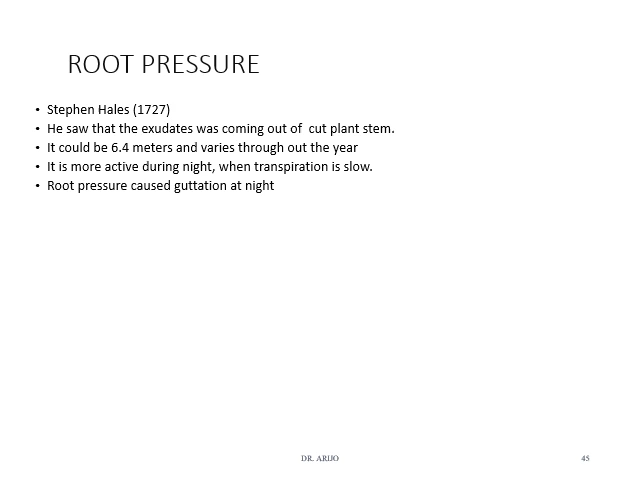 ROOT PRESSURE
• Stephen Hales (1727)
• He saw that the exudates was coming out of  cut plant stem.
• It could be 6.4 meters and varies through out the year
• It is more active during night, when transpiration is slow.
• Root pressure caused guttation at night
DR. ARIJO
45